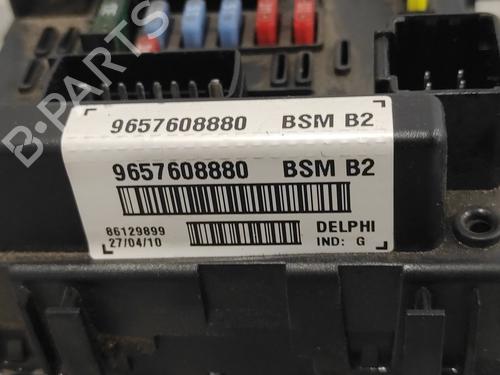 9657608880 BSM B2
9657608880 BSM B2
86129899
27/04/10
DELPHI
IND: G
B-PARTS